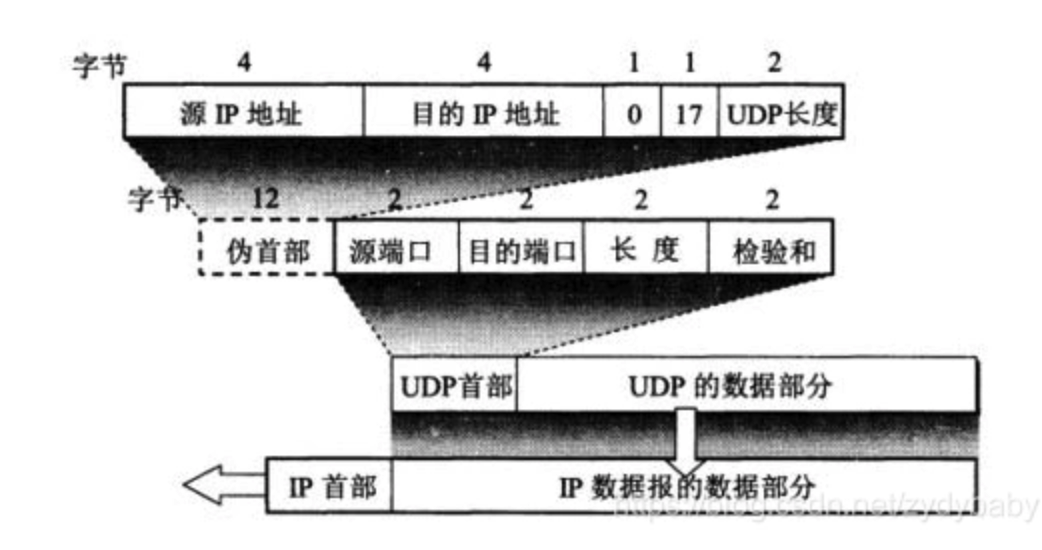 字节 4 4 1 1 2
源 IP 地址 目的 IP 地址 0 17 UDP长度
字节 12 2 2 2 2
伪首部 源端口 目的端口 长 度 检验和
UDP首部 UDP 的数据部分
IP 首部 IP 数据报的数据部分
https://blog.csdn.net/zydybaby